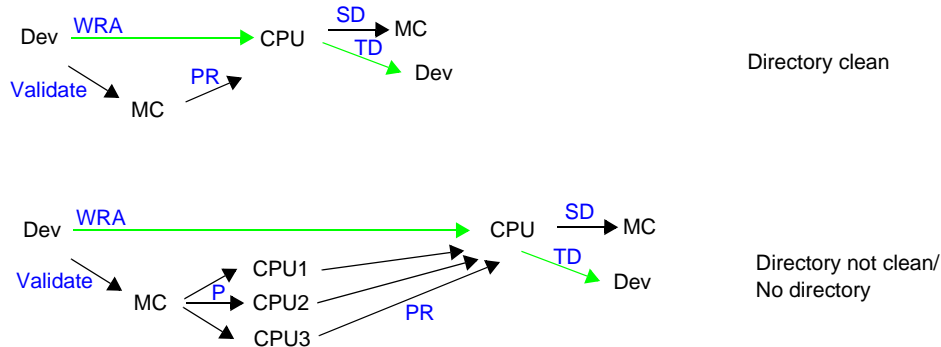 SD
WRA
MC
Dev
CPU
TD
Dev
Directory clean
Validate
PR
MC
SD
WRA
MC
Dev
CPU
TD
CPU1
Directory not clean/
Validate
Dev
P
No directory
MC
CPU2
PR
CPU3